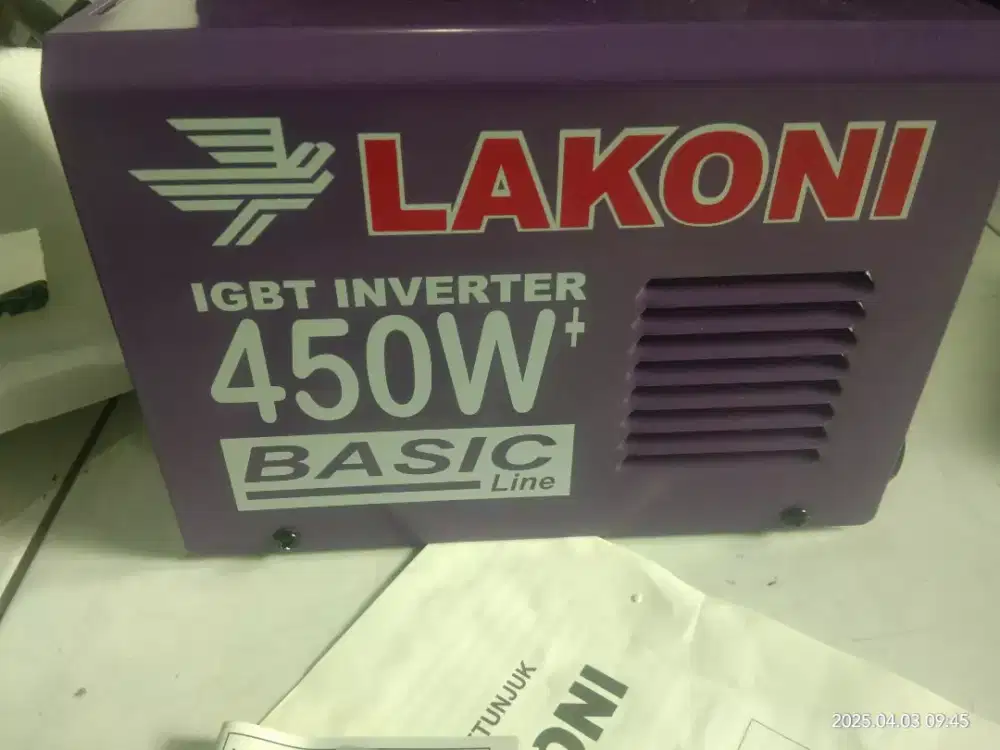 LAKONI
IGBT INVERTER
450W+
BASIC
Line
TUNJUK
ONI
2025.04.03 09:45